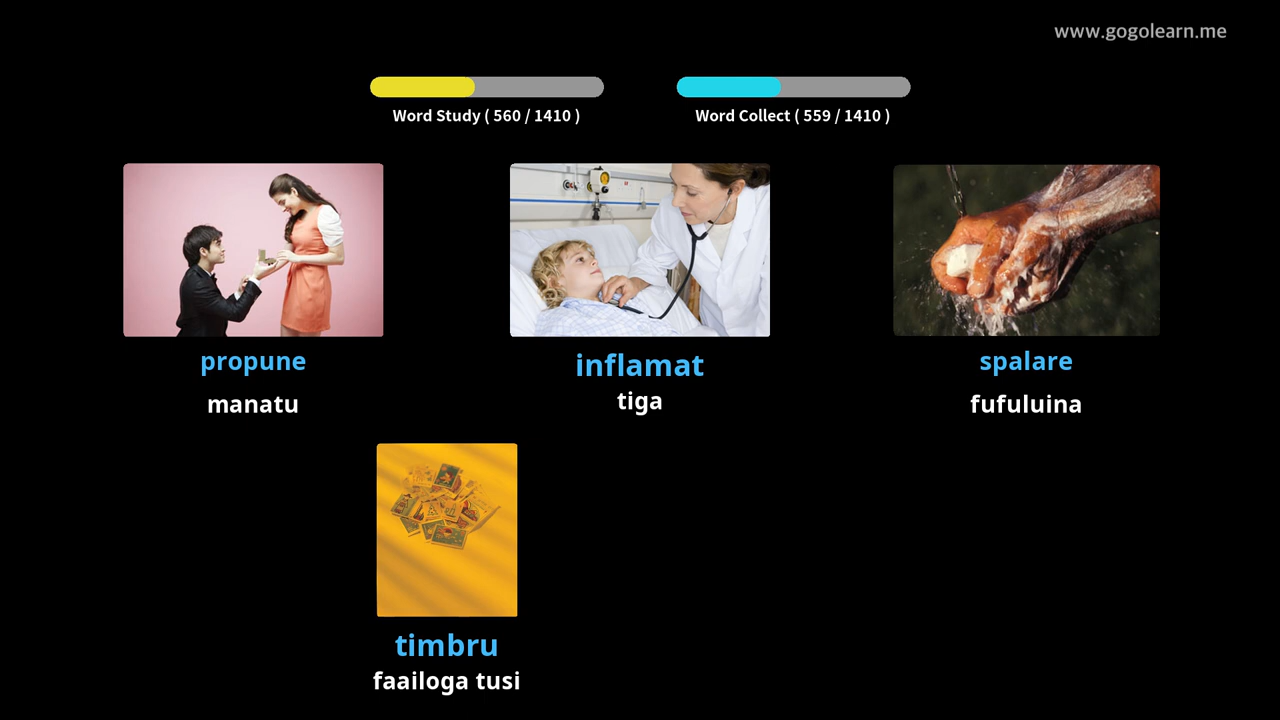 www.gogolearn.me
Word Study ( 560 / 1410 )
Word Collect ( 559 / 1410 )
propune
manatu
inflamat
tiga
spalare
fufuluina
timbru
faailoga tusi